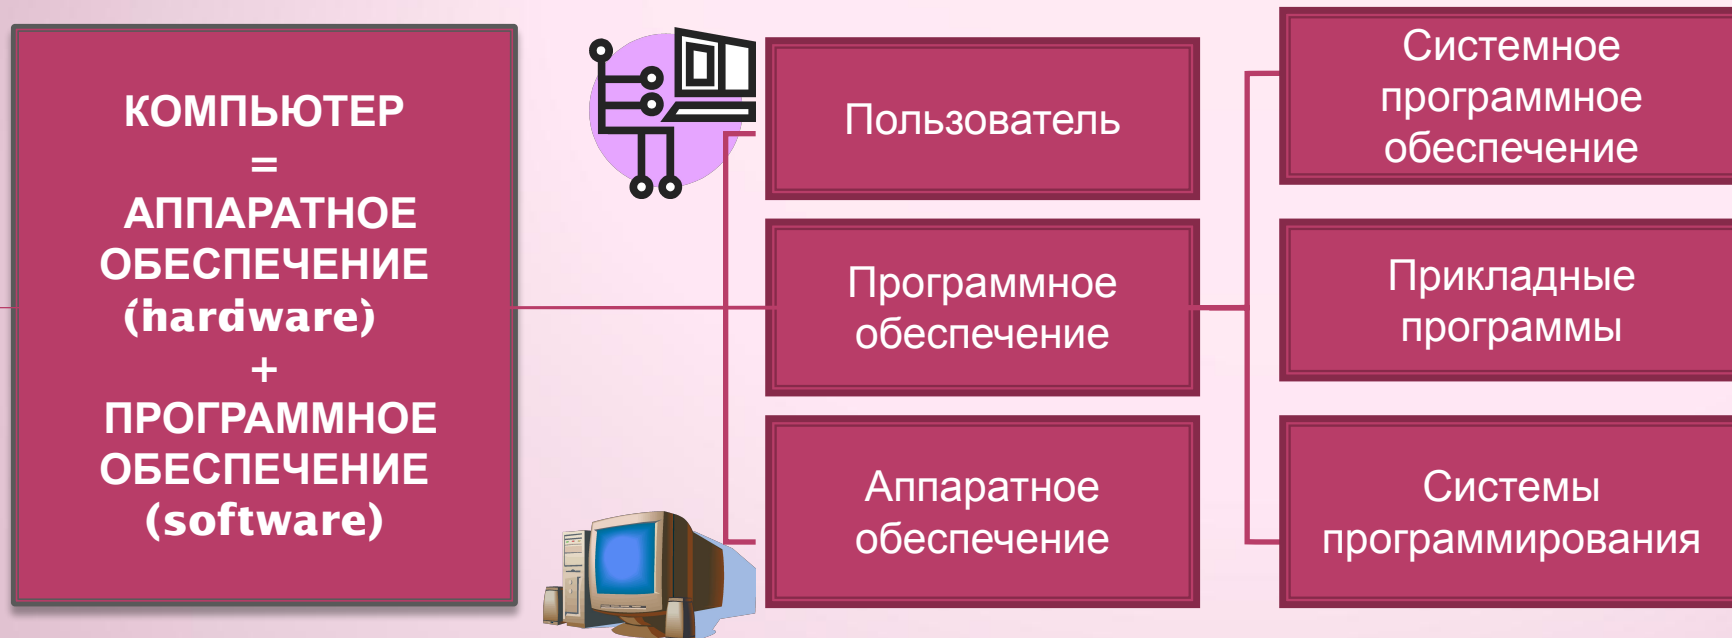 КОМПЬЮТЕР
=
АППАРАТНОЕ
ОБЕСПЕЧЕНИЕ
(hardware)
+
ПРОГРАММНОЕ
ОБЕСПЕЧЕНИЕ
(software)
Пользователь
Программное
обеспечение
Аппаратное
обеспечение
Системное
программное
обеспечение
Прикладные
программы
Системы
программирования